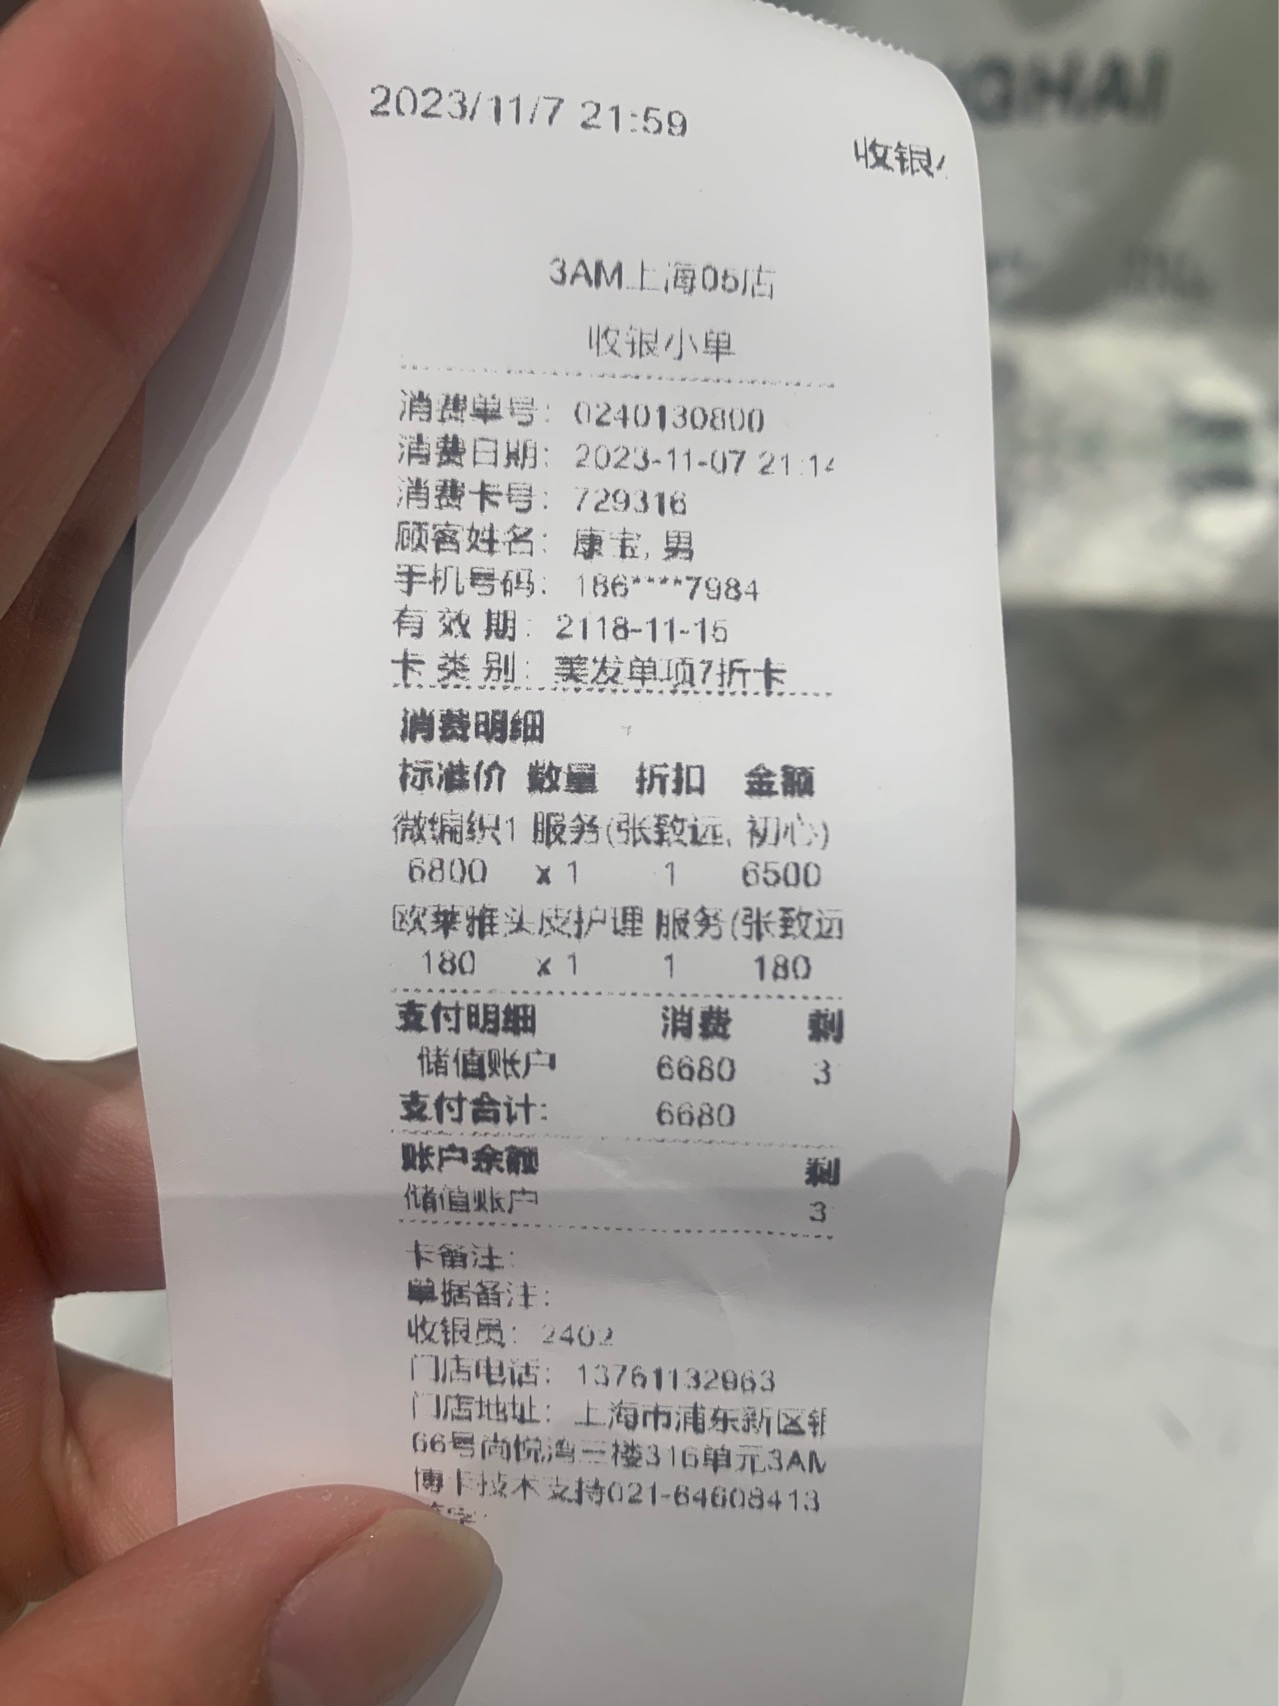 2023/11/7 21:59
收银
3AM上海05店
收银小单
消费单号: 0240130800
消费日期: 2023-11-07 21:14
消费卡号: 729316
顾客姓名: 康宝, 男
手机号码: 186****7984
有 效 期: 2118-11-15
卡 类 别: 美发单项7折卡
消费明细
标准价 数量 折扣 金额
微编织1 服务(张致远, 初心)
6800 x 1 1 6500
欧莱雅头皮护理 服务(张致远
180 x 1 1 180
支付明细 消费 剩
储值账户 6680 3
支付合计: 6680
账户余额 剩
储值账户 3
卡备注:
单据备注:
收银员: 2402
门店电话: 13761132963
门店地址: 上海市浦东新区银
66号尚悦湾三楼316单元3AM
博卡技术支持021-64608413
GHAI